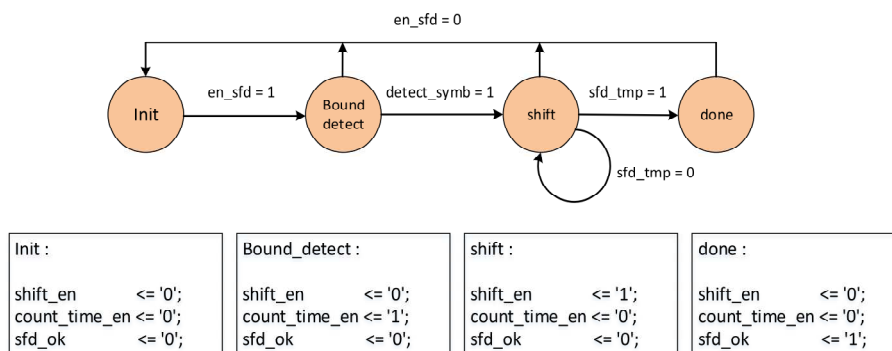 en_sfd = 0
en_sfd = 1
detect_symb = 1
sfd_tmp = 1
Init
Bound
detect
shift
done
sfd_tmp = 0
Init :
shift_en <= '0';
count_time_en <= '0';
sfd_ok <= '0';
Bound_detect :
shift_en <= '0';
count_time_en <= '1';
sfd_ok <= '0';
shift :
shift_en <= '1';
count_time_en <= '0';
sfd_ok <= '0';
done :
shift_en <= '0';
count_time_en <= '0';
sfd_ok <= '1';